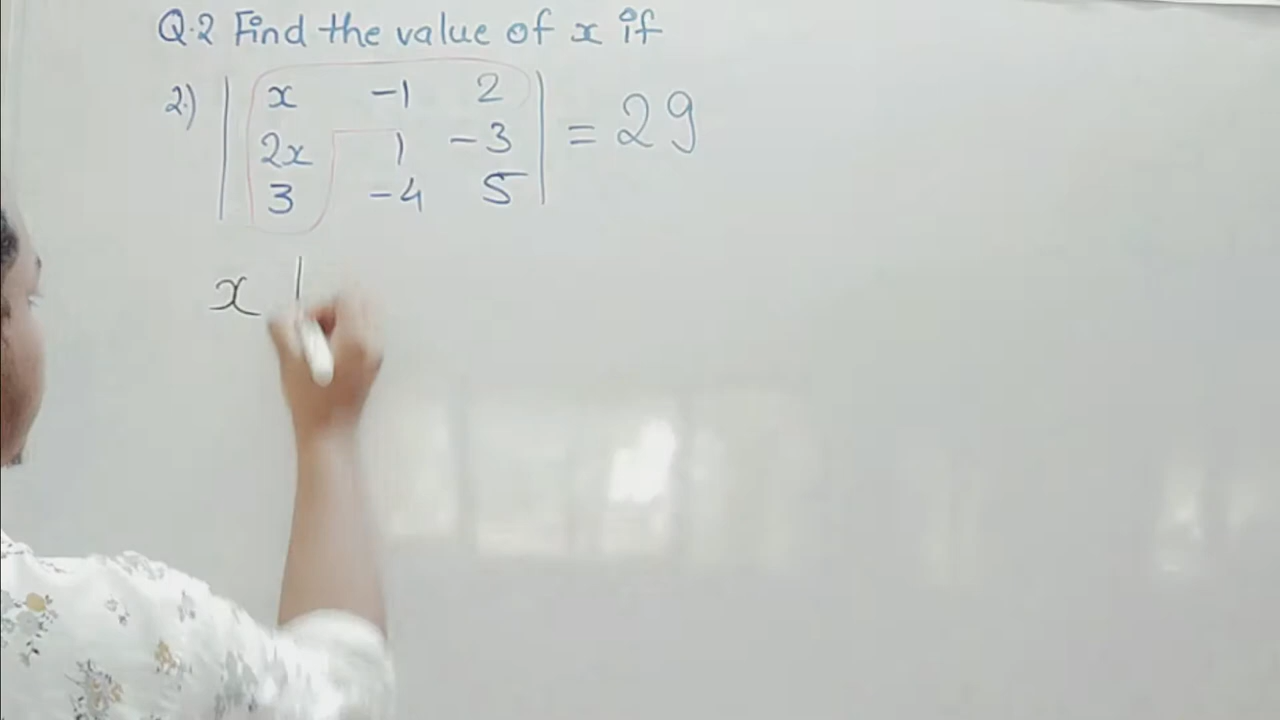 Q.2 Find the value of x if
2.) | x -1 2 | = 29
2x 1 -3
3 -4 5
x |